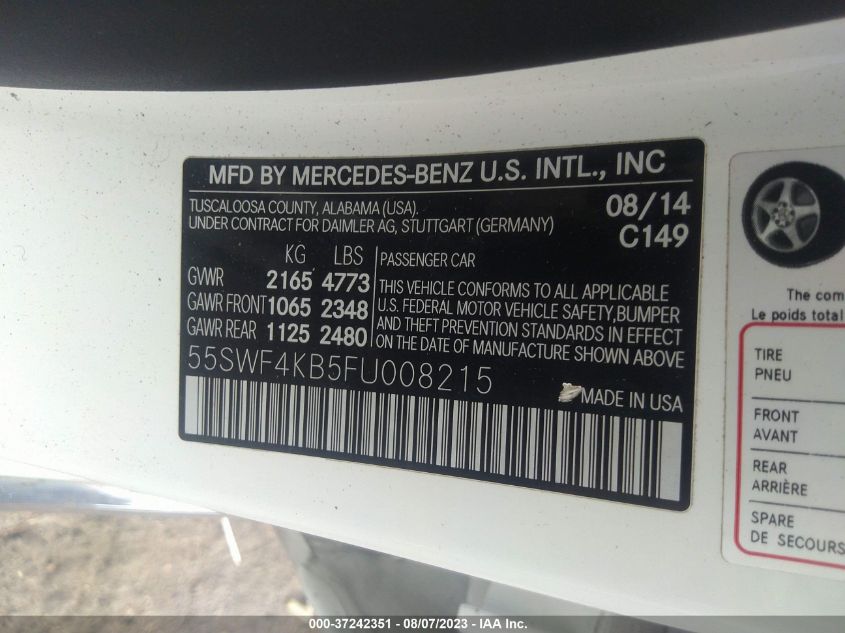 MFD BY MERCEDES-BENZ U.S. INTL., INC
TUSCALOOSA COUNTY, ALABAMA (USA).
UNDER CONTRACT FOR DAIMLER AG, STUTTGART (GERMANY)
08/14
C149
KG LBS
GVWR 2165 4773
GAWR FRONT 1065 2348
GAWR REAR 1125 2480
PASSENGER CAR
THIS VEHICLE CONFORMS TO ALL APPLICABLE
U.S. FEDERAL MOTOR VEHICLE SAFETY, BUMPER
AND THEFT PREVENTION STANDARDS IN EFFECT
ON THE DATE OF MANUFACTURE SHOWN ABOVE
55SWF4KB5FU008215
MADE IN USA
The com
Le poids total
TIRE
PNEU
FRONT
AVANT
REAR
ARRIÈRE
SPARE
DE SECOURS
000-37242351 - 08/07/2023 - IAA Inc.